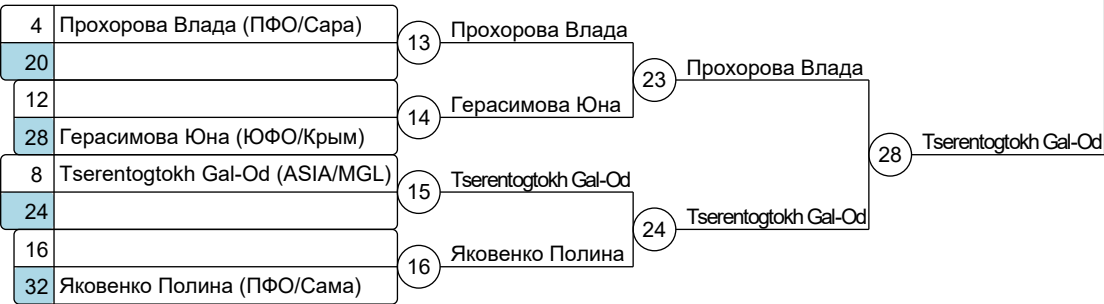 4 Прохорова Влада (ПФО/Сара)
20
12
28 Герасимова Юна (ЮФО/Крым)
8 Tserentogtokh Gal-Od (ASIA/MGL)
24
16
32 Яковенко Полина (ПФО/Сама)
13 Прохорова Влада
14 Герасимова Юна
15 Tserentogtokh Gal-Od
16 Яковенко Полина
23 Прохорова Влада
24 Tserentogtokh Gal-Od
28 Tserentogtokh Gal-Od